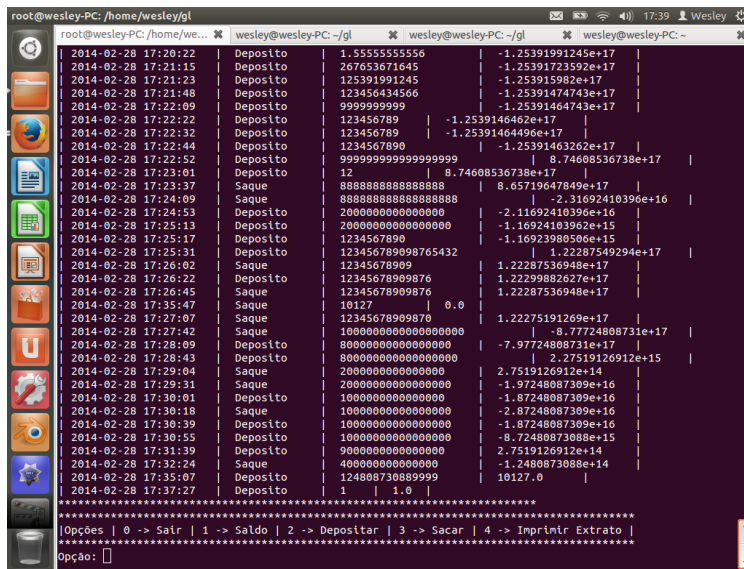 root@wesley-PC: /home/wesley/gl 17:39 Wesley
root@wesley-PC: /home/we... ✖ wesley@wesley-PC: ~/gl ✖ wesley@wesley-PC: ~/gl ✖ wesley@wesley-PC: ~ ✖
| 2014-02-28 17:20:22 | Deposito | 1.55555555556 | -1.25391991245e+17 |
| 2014-02-28 17:21:15 | Deposito | 267653671645 | -1.25391723592e+17 |
| 2014-02-28 17:21:23 | Deposito | 125391991245 | -1.253915982e+17 |
| 2014-02-28 17:21:48 | Deposito | 123456434566 | -1.25391474743e+17 |
| 2014-02-28 17:22:09 | Deposito | 9999999999 | -1.25391464743e+17 |
| 2014-02-28 17:22:22 | Deposito | 123456789 | -1.2539146462e+17 |
| 2014-02-28 17:22:32 | Deposito | 123456789 | -1.25391464496e+17 |
| 2014-02-28 17:22:44 | Deposito | 1234567890 | -1.25391463262e+17 |
| 2014-02-28 17:22:52 | Deposito | 999999999999999999 | 8.74608536738e+17 |
| 2014-02-28 17:23:01 | Deposito | 12 | 8.74608536738e+17 |
| 2014-02-28 17:23:37 | Saque | 8888888888888888 | 8.65719647849e+17 |
| 2014-02-28 17:24:09 | Saque | 888888888888888888 | -2.31692410396e+16 |
| 2014-02-28 17:24:53 | Deposito | 2000000000000000 | -2.11692410396e+16 |
| 2014-02-28 17:25:13 | Deposito | 20000000000000000 | -1.16924103962e+15 |
| 2014-02-28 17:25:17 | Deposito | 1234567890 | -1.16923980506e+15 |
| 2014-02-28 17:25:31 | Deposito | 123456789098765432 | 1.22287549294e+17 |
| 2014-02-28 17:26:02 | Saque | 12345678909 | 1.22287536948e+17 |
| 2014-02-28 17:26:22 | Deposito | 12345678909876 | 1.22299882627e+17 |
| 2014-02-28 17:26:45 | Saque | 12345678909876 | 1.22287536948e+17 |
| 2014-02-28 17:35:47 | Saque | 10127 | 0.0 |
| 2014-02-28 17:27:07 | Saque | 12345678909870 | 1.22275191269e+17 |
| 2014-02-28 17:27:42 | Saque | 1000000000000000000 | -8.77724808731e+17 |
| 2014-02-28 17:28:09 | Deposito | 80000000000000000 | -7.97724808731e+17 |
| 2014-02-28 17:28:43 | Deposito | 800000000000000000 | 2.27519126912e+15 |
| 2014-02-28 17:29:04 | Saque | 2000000000000000 | 2.7519126912e+14 |
| 2014-02-28 17:29:31 | Saque | 20000000000000000 | -1.97248087309e+16 |
| 2014-02-28 17:30:01 | Deposito | 1000000000000000 | -1.87248087309e+16 |
| 2014-02-28 17:30:18 | Saque | 10000000000000000 | -2.87248087309e+16 |
| 2014-02-28 17:30:39 | Deposito | 10000000000000000 | -1.87248087309e+16 |
| 2014-02-28 17:30:55 | Deposito | 10000000000000000 | -8.72480873088e+15 |
| 2014-02-28 17:31:39 | Deposito | 9000000000000000 | 2.7519126912e+14 |
| 2014-02-28 17:32:24 | Saque | 400000000000000 | -1.2480873088e+14 |
| 2014-02-28 17:35:07 | Deposito | 124808730889999 | 10127.0 |
| 2014-02-28 17:37:27 | Deposito | 1 | 1.0 |
****************************************************************************
*******************************************************************************************
|Opções | 0 -> Sair | 1 -> Saldo | 2 -> Depositar | 3 -> Sacar | 4 -> Imprimir Extrato |
*******************************************************************************************
Opção: